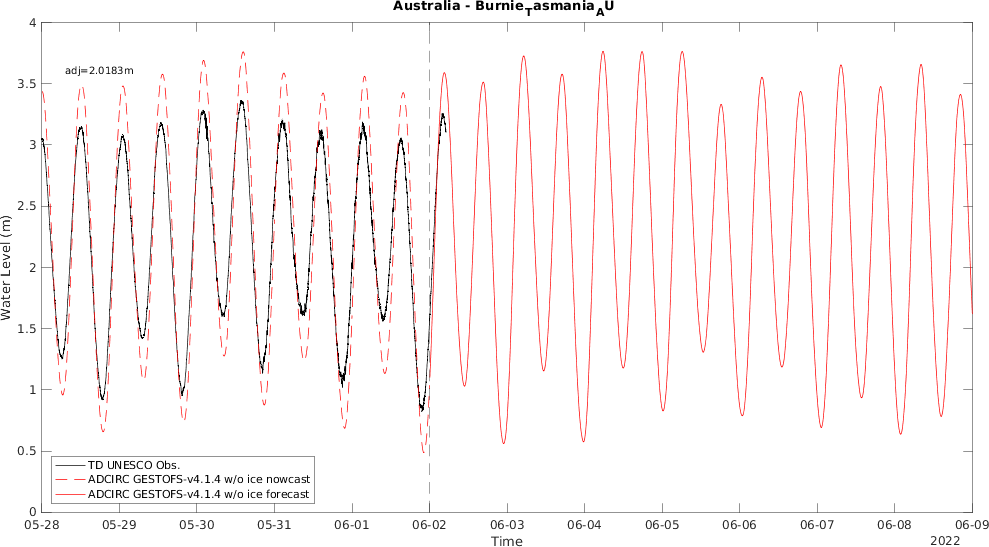 Australia - Burnie_Tasmania_AU
4
adj=2.0183m
3.5
3
2.5
2
1.5
1
0.5
0
Water Level (m)
TD UNESCO Obs.
ADCIRC GESTOFS-v4.1.4 w/o ice nowcast
ADCIRC GESTOFS-v4.1.4 w/o ice forecast
05-28 05-29 05-30 05-31 06-01 06-02 06-03 06-04 06-05 06-06 06-07 06-08 06-09
Time
2022